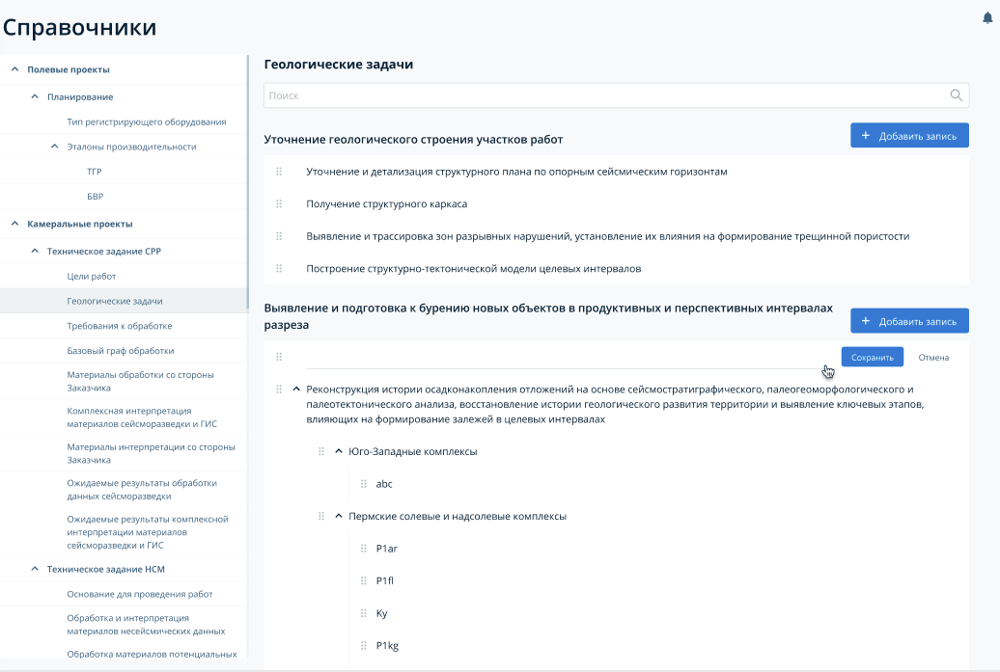 Справочники
Полевые проекты
Планирование
Тип регистрирующего оборудования
Эталоны производительности
ТГР
БВР
Камеральные проекты
Техническое задание СРР
Цели работ
Геологические задачи
Требования к обработке
Базовый граф обработки
Материалы обработки со стороны
Заказчика
Комплексная интерпретация
материалов сейсморазведки и ГИС
Материалы интерпретации со стороны
Заказчика
Ожидаемые результаты обработки
данных сейсморазведки
Ожидаемые результаты комплексной
интерпретации материалов
сейсморазведки и ГИС
Техническое задание НСМ
Основание для проведения работ
Обработка и интерпретация
материалов несейсмических данных
Обработка материалов потенциальных
Геологические задачи
Поиск
Уточнение геологического строения участков работ
+ Добавить запись
Уточнение и детализация структурного плана по опорным сейсмическим горизонтам
Получение структурного каркаса
Выявление и трассировка зон разрывных нарушений, установление их влияния на формирование трещинной пористости
Построение структурно-тектонической модели целевых интервалов
Выявление и подготовка к бурению новых объектов в продуктивных и перспективных интервалах
разреза
+ Добавить запись
Сохранить
Отмена
Реконструкция истории осадконакопления отложений на основе сейсмостратиграфического, палеогеоморфологического и
палеотектонического анализа, восстановление истории геологического развития территории и выявление ключевых этапов,
влияющих на формирование залежей в целевых интервалах
Юго-Западные комплексы
abc
Пермские солевые и надсолевые комплексы
P1ar
P1fl
Ky
P1kg